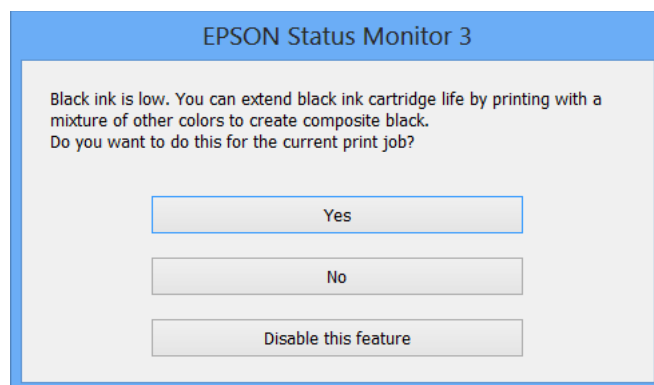 EPSON Status Monitor 3
Black ink is low. You can extend black ink cartridge life by printing with a
mixture of other colors to create composite black.
Do you want to do this for the current print job?
Yes
No
Disable this feature